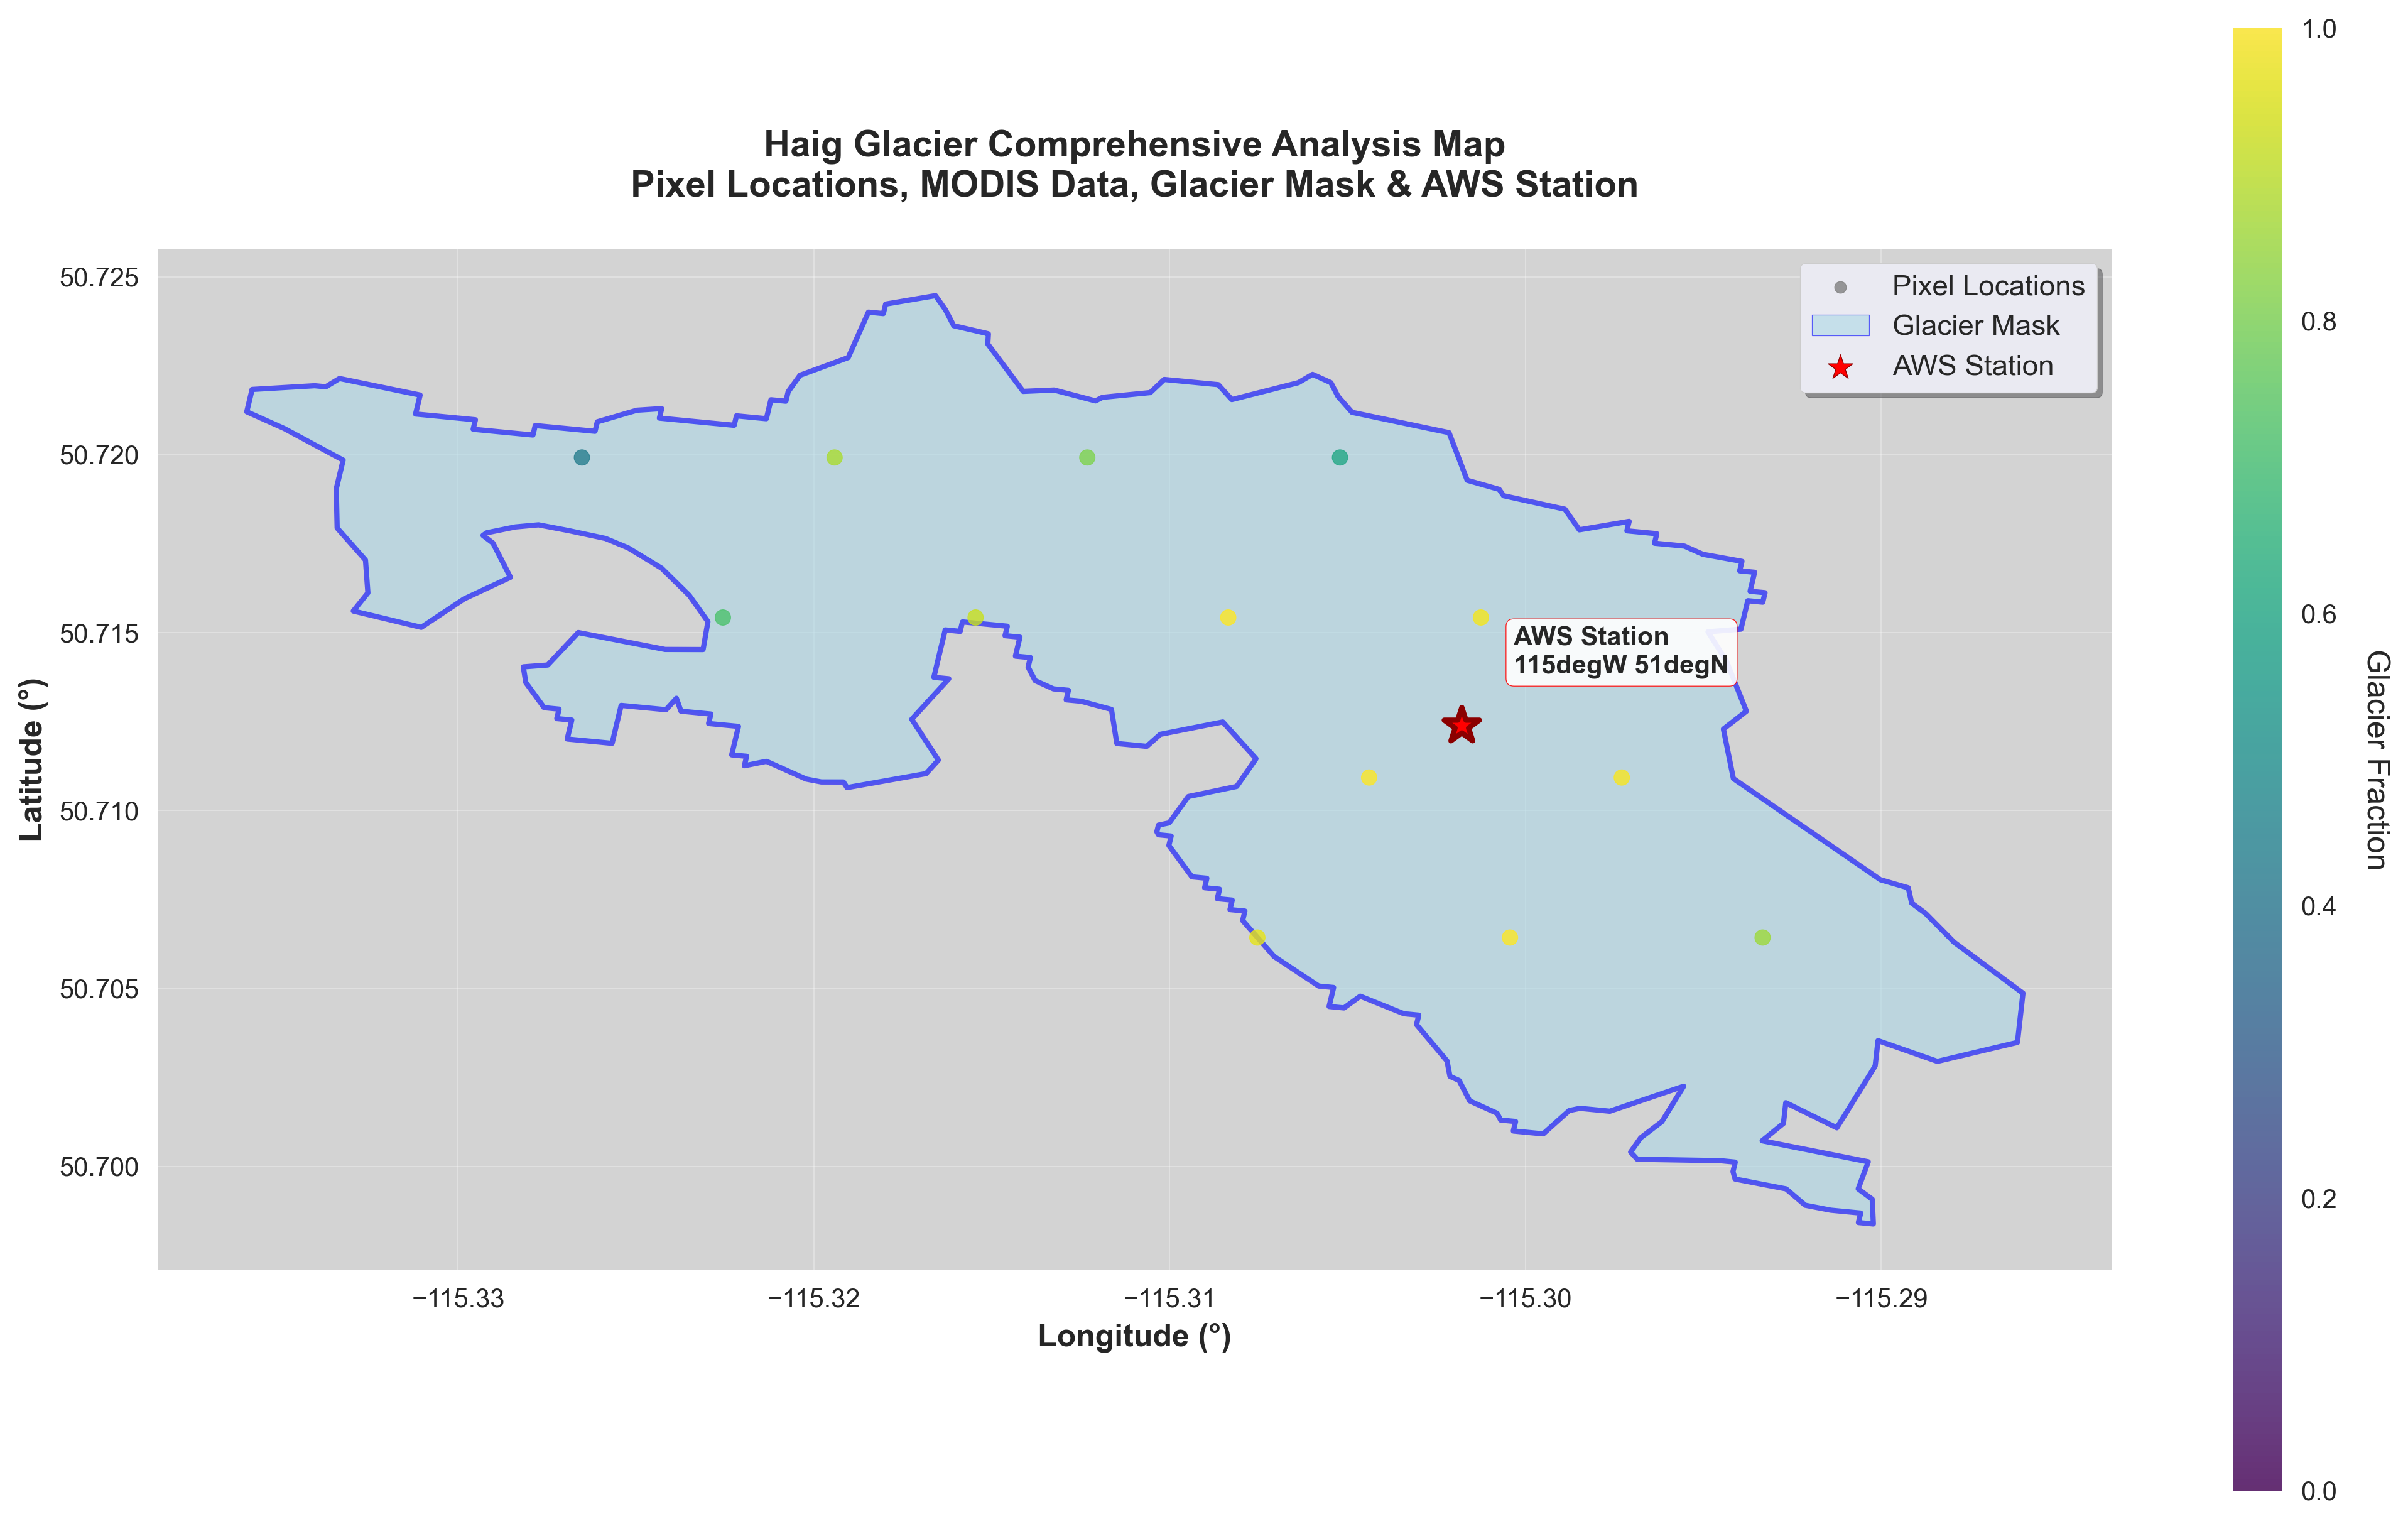 Haig Glacier Comprehensive Analysis Map
Pixel Locations, MODIS Data, Glacier Mask & AWS Station
Pixel Locations
Glacier Mask
AWS Station
AWS Station
115degW 51degN
Latitude (°)
50.725
50.720
50.715
50.710
50.705
50.700
−115.33
−115.32
−115.31
−115.30
−115.29
Longitude (°)
1.0
0.8
0.6
0.4
0.2
0.0
Glacier Fraction